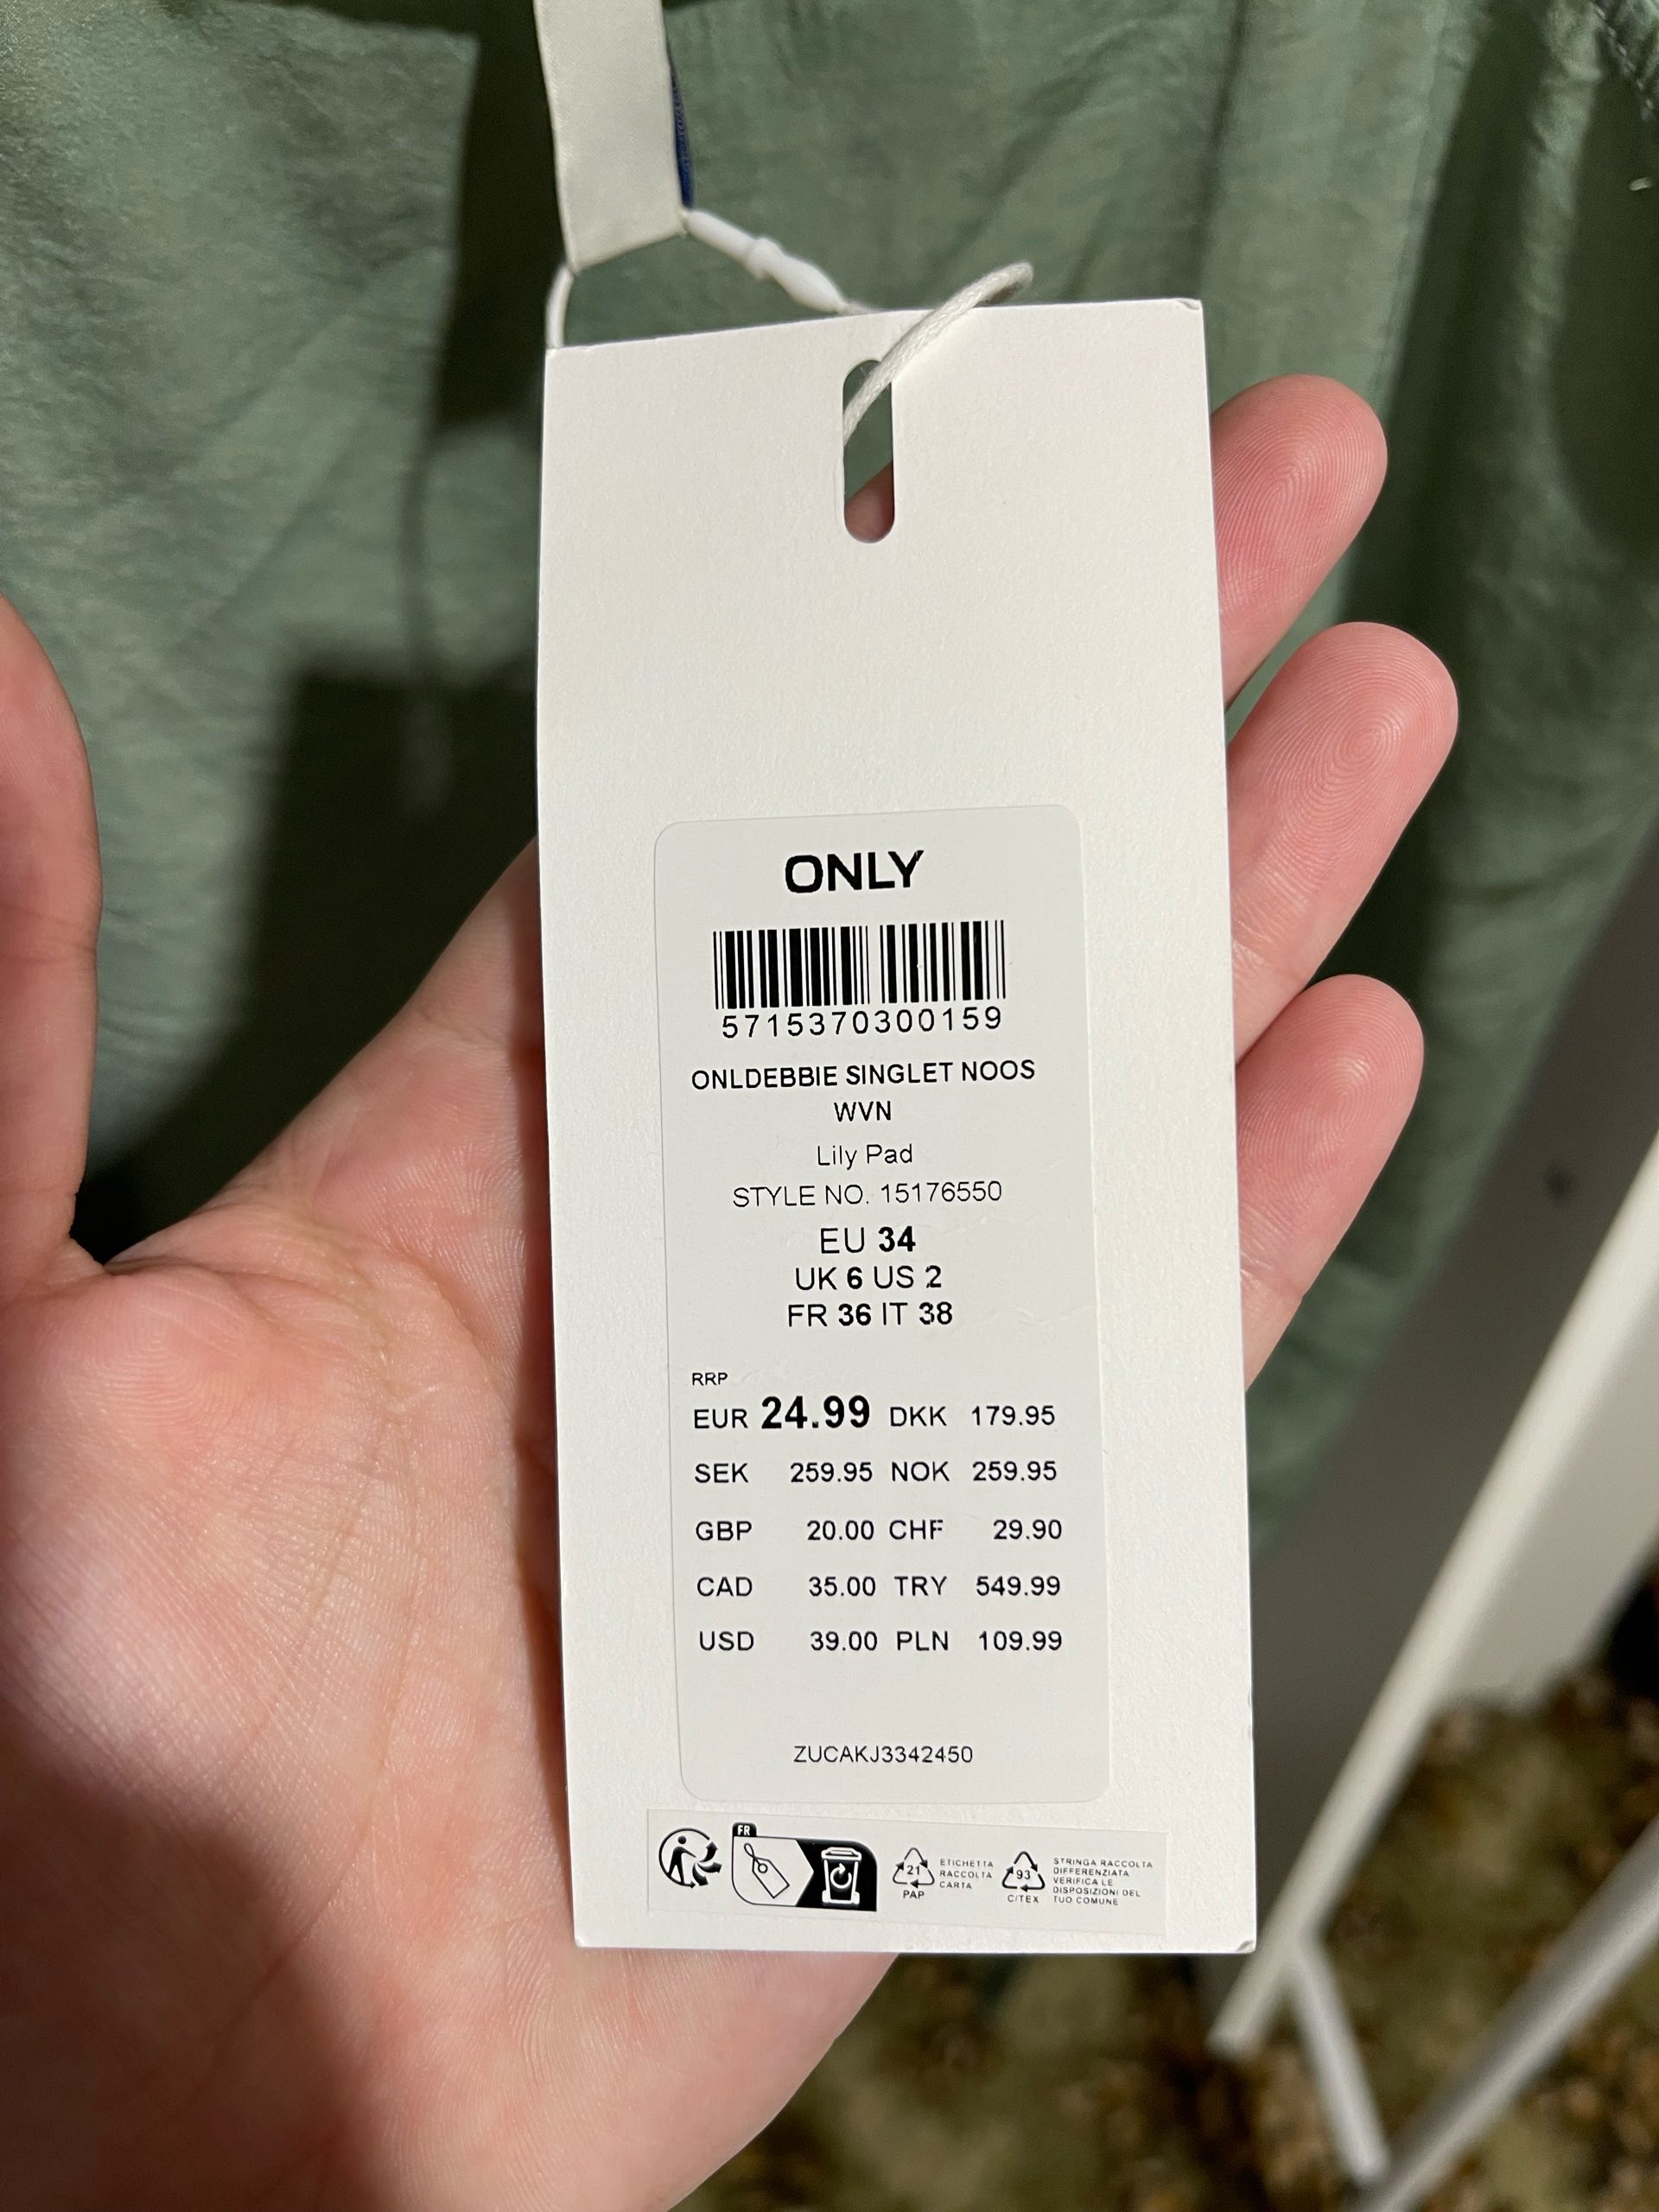 ONLY
5715370300159
ONLDEBBIE SINGLET NOOS
WVN
Lily Pad
STYLE NO. 15176550
EU 34
UK 6 US 2
FR 36 IT 38
RRP
EUR 24.99 DKK 179.95
SEK 259.95 NOK 259.95
GBP 20.00 CHF 29.90
CAD 35.00 TRY 549.99
USD 39.00 PLN 109.99
ZUCAKJ3342450
FR
21
PAP
ETICHETTA
RACCOLTA
CARTA
93
C/TEX
STRINGA RACCOLTA
DIFFERENZIATA
VERIFICA LE
DISPOSIZIONI DEL
TUO COMUNE